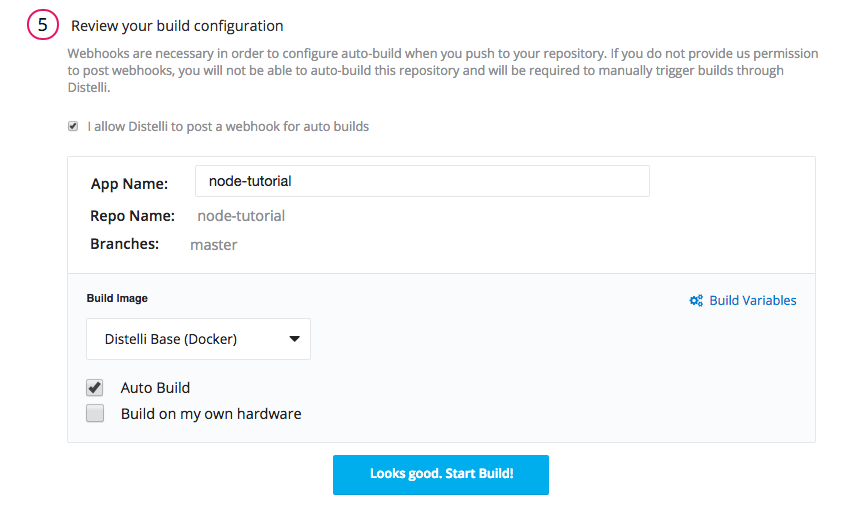 5 Review your build configuration
Webhooks are necessary in order to configure auto-build when you push to your repository. If you do not provide us permission
to post webhooks, you will not be able to auto-build this repository and will be required to manually trigger builds through
Distelli.
I allow Distelli to post a webhook for auto builds
App Name: node-tutorial
Repo Name: node-tutorial
Branches: master
Build Image Build Variables
Distelli Base (Docker)
Auto Build
Build on my own hardware
Looks good. Start Build!